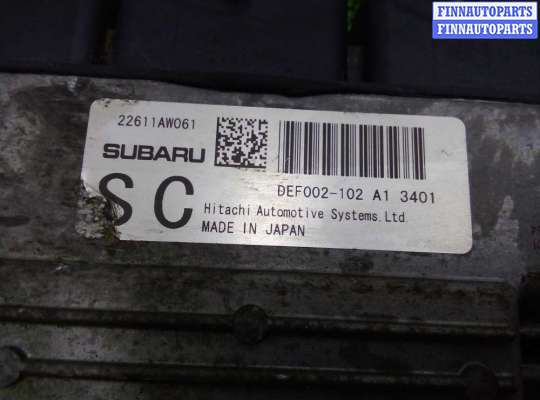 FINNAUTOPARTS
FINNAUTOPARTS
22611AW061
SUBARU
SC
DEF002-102 A1 3401
Hitachi Automotive Systems.Ltd
MADE IN JAPAN